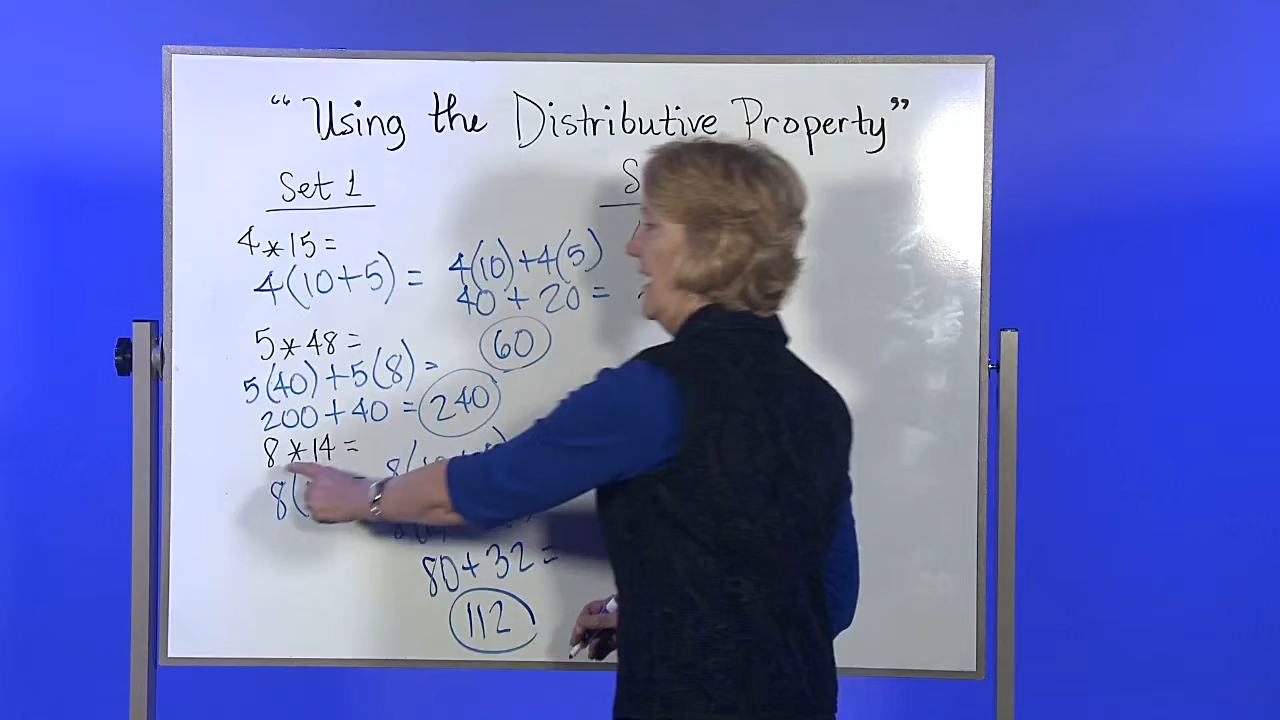 "Using the Distributive Property"
Set 1
4*15=
4(10+5) = 4(10)+4(5)
40 + 20 =
60
5*48=
5(40)+5(8)=
200+40 = 240
8*14=
80+32=
112